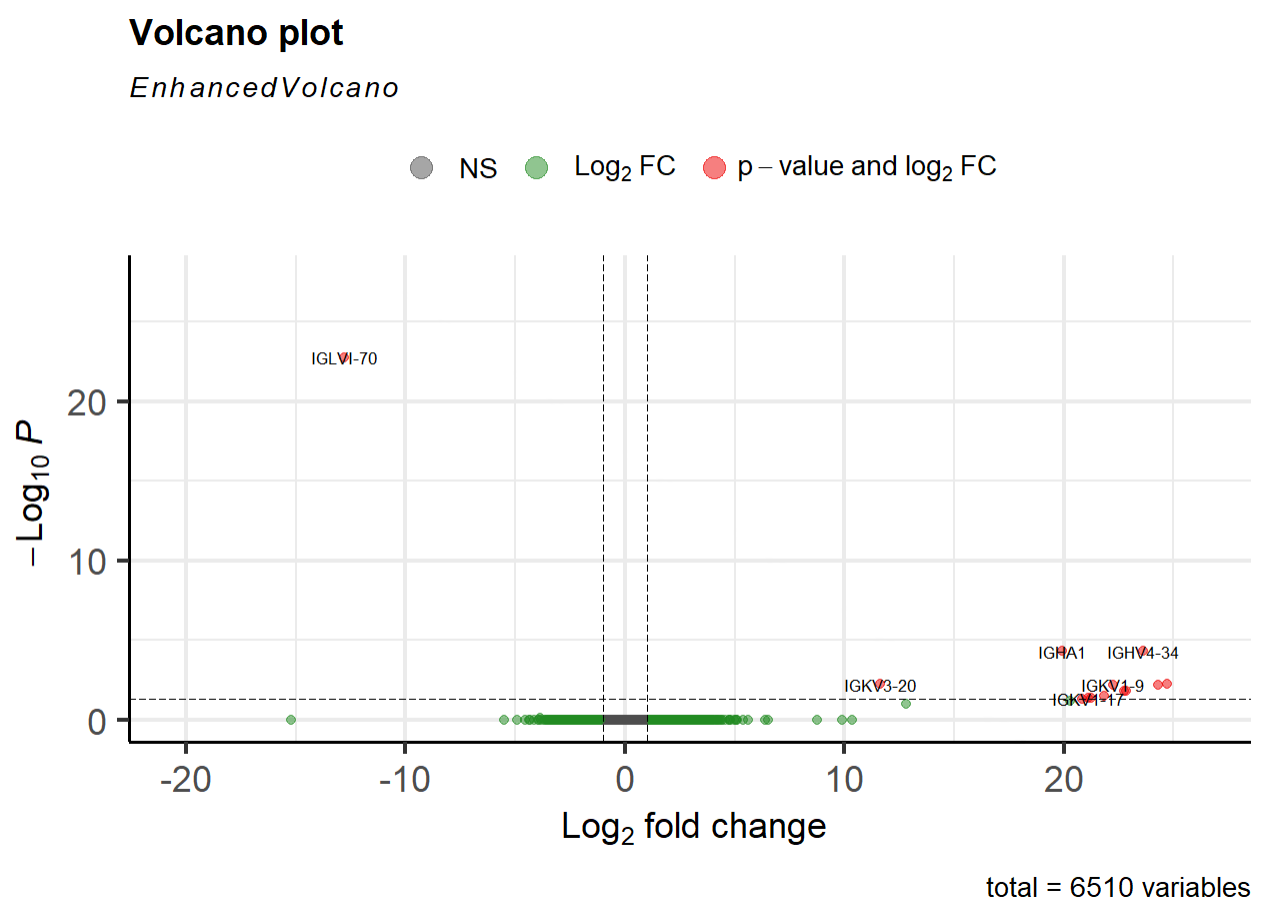 Volcano plot
EnhancedVolcano
NS Log₂ FC p – value and log₂ FC
IGLVI-70
20
10
0
IGHA1 IGHV4-34
IGKV3-20 IGKV1-9
IGKV1-17
-20 -10 0 10 20
−Log₁₀ P
Log₂ fold change
total = 6510 variables